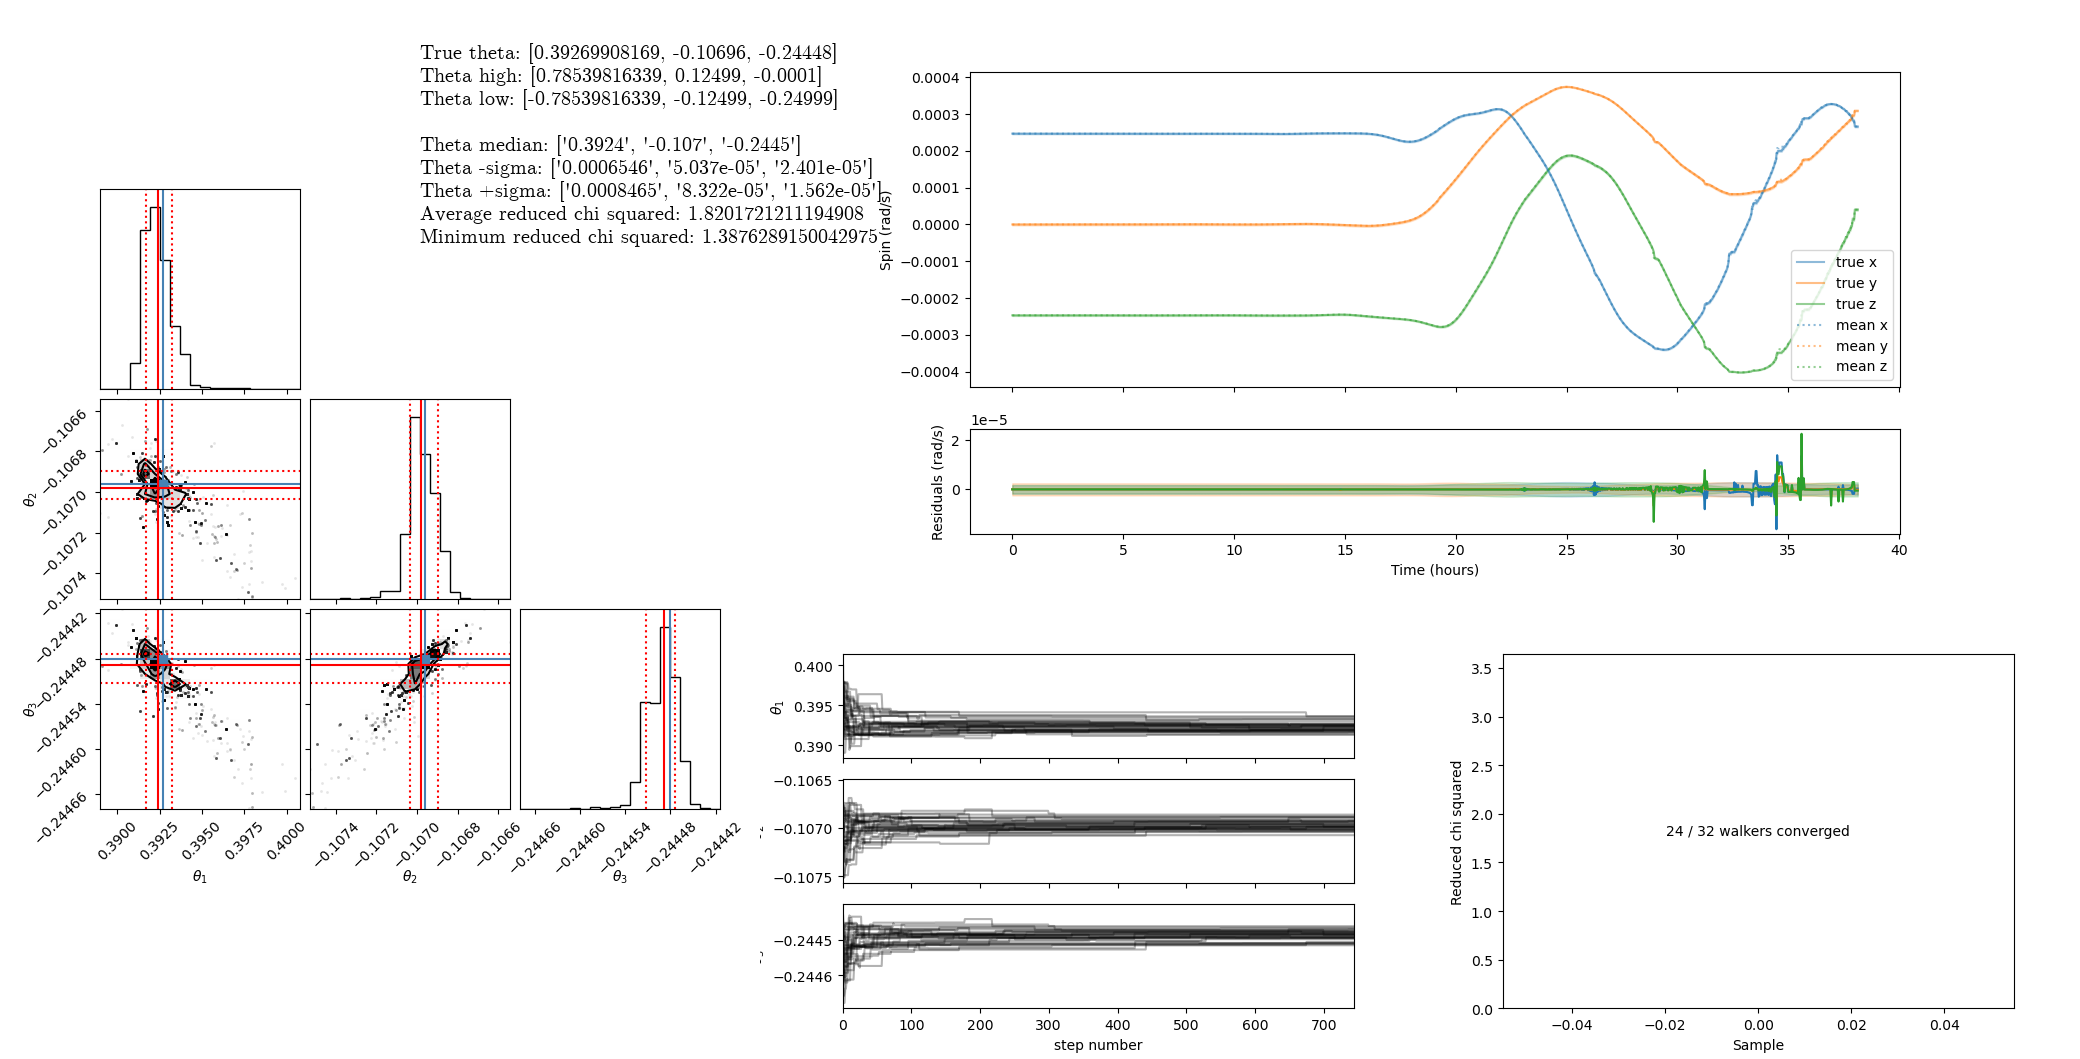 True theta: [0.39269908169, -0.10696, -0.24448]
Theta high: [0.78539816339, 0.12499, -0.0001]
Theta low: [-0.78539816339, -0.12499, -0.24999]
Theta median: ['0.3924', '-0.107', '-0.2445']
Theta -sigma: ['0.0006546', '5.037e-05', '2.401e-05']
Theta +sigma: ['0.0008465', '8.322e-05', '1.562e-05']
Average reduced chi squared: 1.8201721211194908
Minimum reduced chi squared: 1.3876289150042975
−0.1066
−0.1068
−0.1070
−0.1072
−0.1074
θ2
−0.24442
−0.24448
−0.24454
−0.24460
−0.24466
θ3
0.3900
0.3925
0.3950
0.3975
0.4000
θ1
−0.1074
−0.1072
−0.1070
−0.1068
−0.1066
θ2
−0.24466
−0.24460
−0.24454
−0.24448
−0.24442
θ3
0.0004
0.0003
0.0002
0.0001
0.0000
−0.0001
−0.0002
−0.0003
−0.0004
Spin (rad/s)
true x
true y
true z
mean x
mean y
mean z
1e−5
2
0
Residuals (rad/s)
0
5
10
15
20
25
30
35
40
Time (hours)
0.400
0.395
0.390
θ1
−0.1065
−0.1070
−0.1075
−0.2445
−0.2446
0
100
200
300
400
500
600
700
step number
3.5
3.0
2.5
2.0
1.5
1.0
0.5
0.0
Reduced chi squared
24 / 32 walkers converged
−0.04
−0.02
0.00
0.02
0.04
Sample